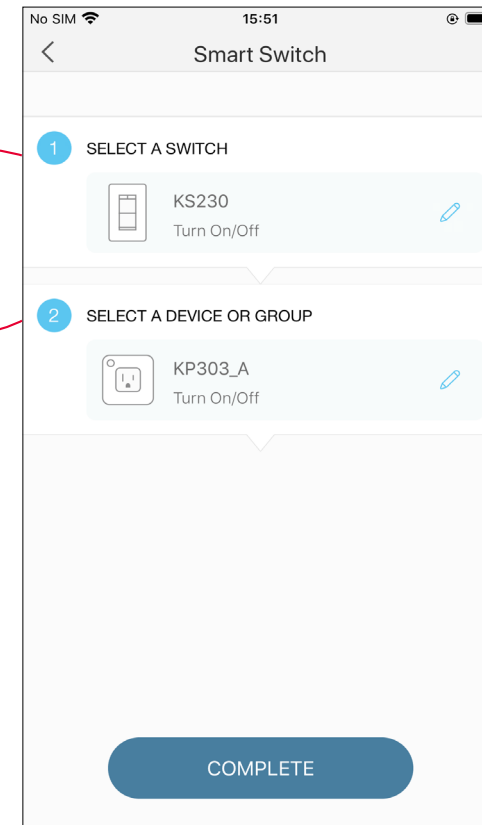 No SIM 15:51
Smart Switch
1 SELECT A SWITCH
KS230
Turn On/Off
2 SELECT A DEVICE OR GROUP
KP303_A
Turn On/Off
COMPLETE